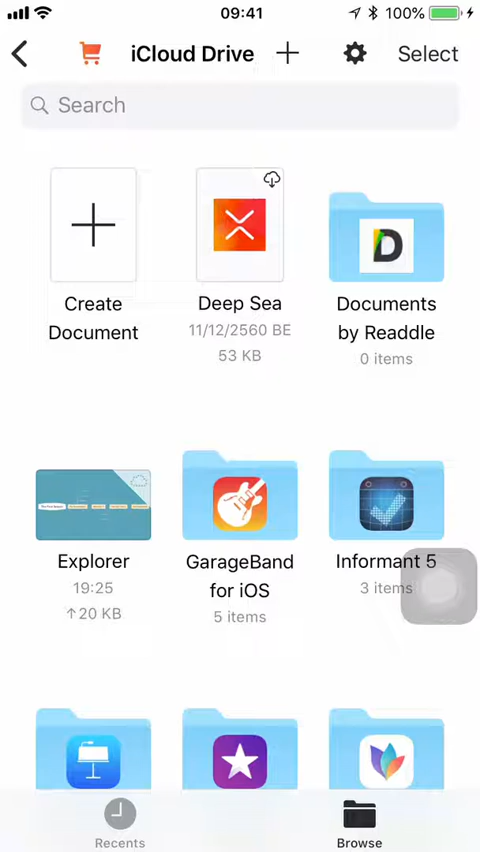 09:41
100%
iCloud Drive
Select
Search
Create
Document
Deep Sea
11/12/2560 BE
53 KB
Documents
by Readdle
0 items
Explorer
19:25
↑20 KB
GarageBand
for iOS
5 items
Informant 5
3 items
Recents
Browse